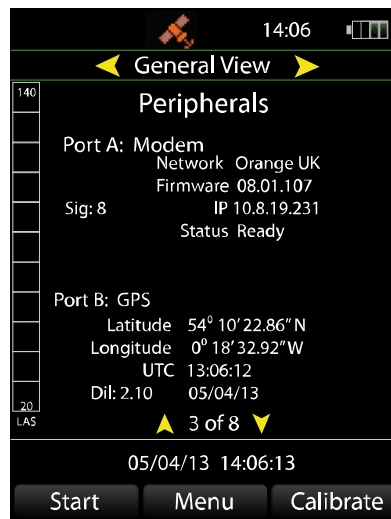 14:06
General View
140
Peripherals
Port A: Modem
Network Orange UK
Firmware 08.01.107
Sig: 8 IP 10.8.19.231
Status Ready
Port B: GPS
Latitude 54⁰ 10’ 22.86” N
Longitude 0⁰ 18’ 32.92” W
UTC 13:06:12
Dil: 2.10 05/04/13
20
LAS
3 of 8
05/04/13 14:06:13
Start Menu Calibrate